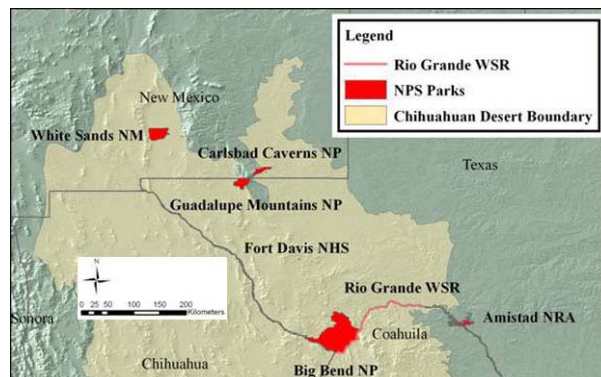 Legend
Rio Grande WSR
NPS Parks
Chihuahuan Desert Boundary
New Mexico
White Sands NM
Carlsbad Caverns NP
Texas
Guadalupe Mountains NP
Fort Davis NHS
N
0 25 50 100 150 200
Kilometers
Rio Grande WSR
Sonora
Amistad NRA
Coahuila
Chihuahua
Big Bend NP